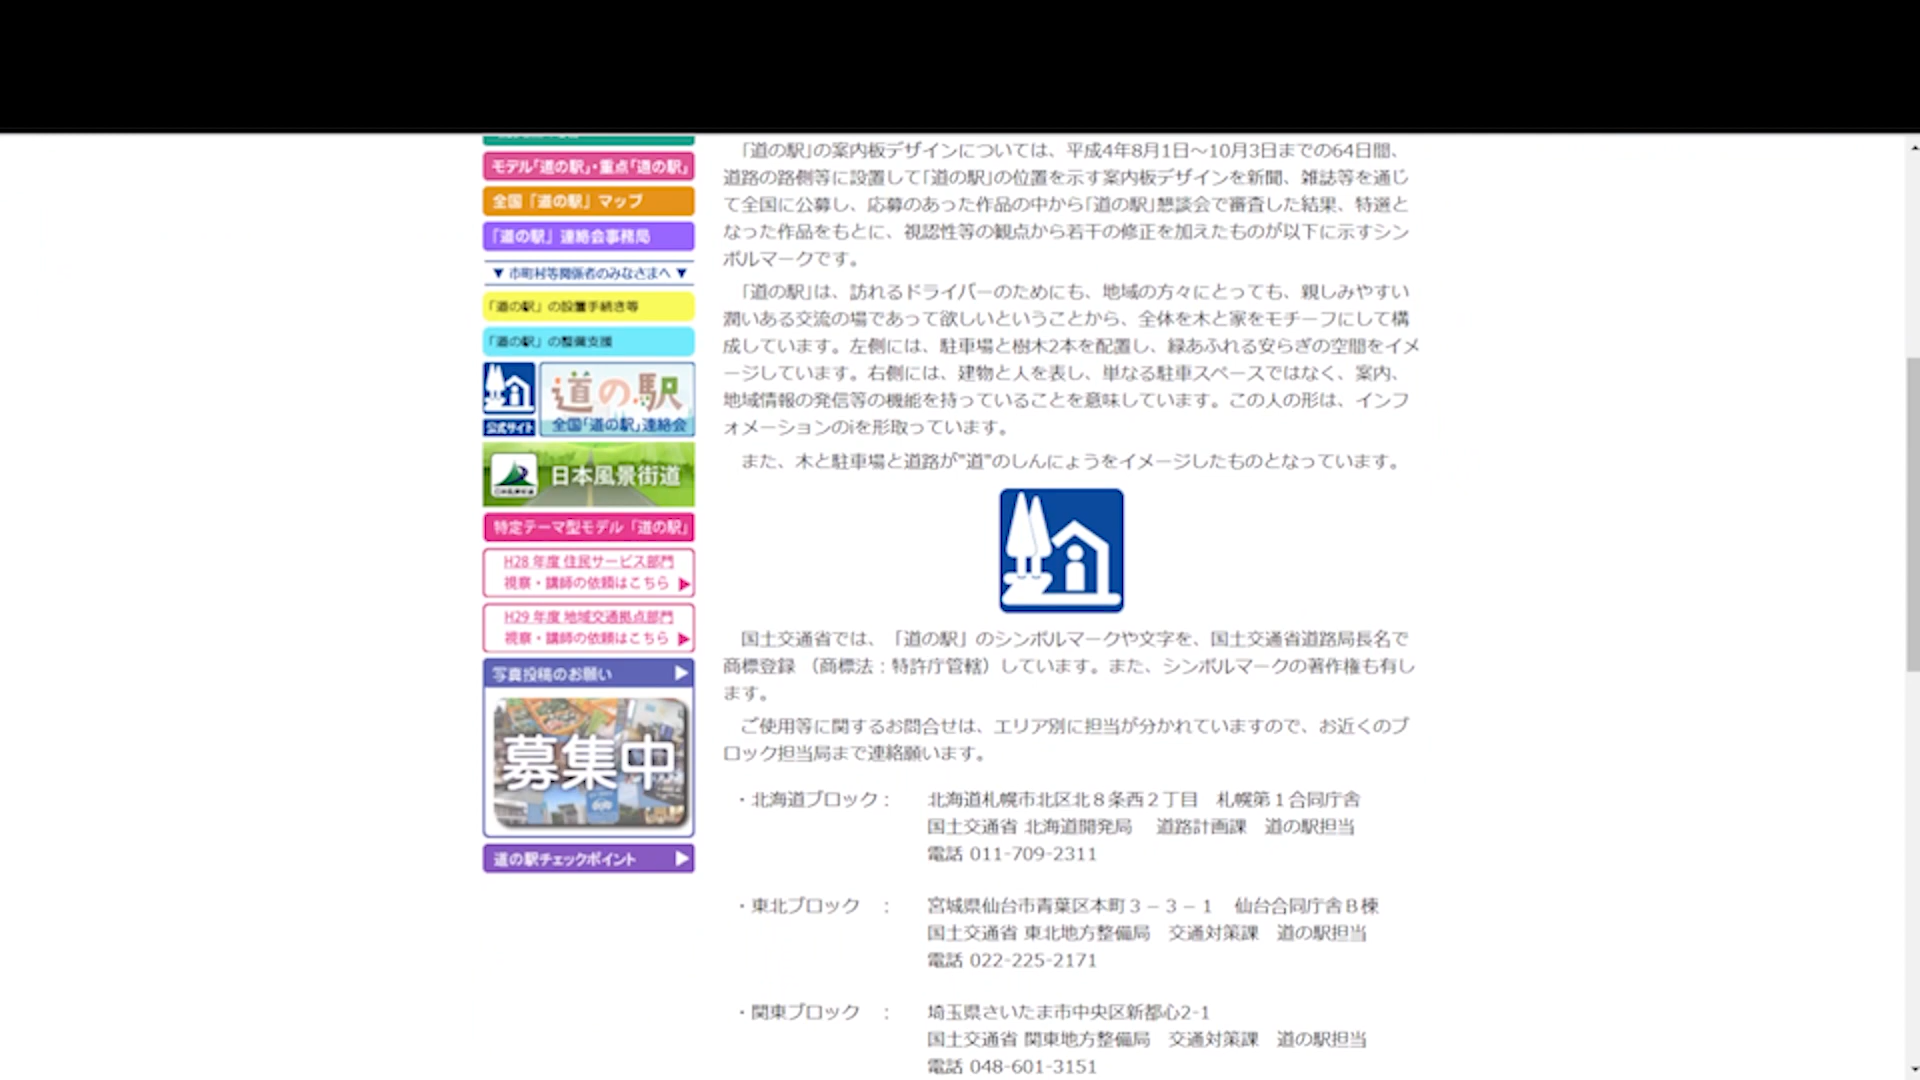 モデル「道の駅」・重点「道の駅」
全国「道の駅」マップ
「道の駅」連絡会事務局
▼ 市町村等関係者のみなさまへ ▼
「道の駅」の設置手続き等
「道の駅」の整備支援
公式サイト
道の駅
全国「道の駅」連絡会
日本風景街道
特定テーマ型モデル「道の駅」
H28 年度 住民サービス部門
視察・講師の依頼はこちら ▶
H29 年度 地域交通拠点部門
視察・講師の依頼はこちら ▶
写真投稿のお願い ▶
募集中
道の駅チェックポイント ▶
「道の駅」の案内板デザインについては、平成4年8月1日～10月3日までの64日間、
道路の路側等に設置して「道の駅」の位置を示す案内板デザインを新聞、雑誌等を通じ
て全国に公募し、応募のあった作品の中から「道の駅」懇談会で審査した結果、特選と
なった作品をもとに、視認性等の観点から若干の修正を加えたものが以下に示すシン
ボルマークです。
「道の駅」は、訪れるドライバーのためにも、地域の方々にとっても、親しみやすい
潤いある交流の場であって欲しいということから、全体を木と家をモチーフにして構
成しています。左側には、駐車場と樹木2本を配置し、緑あふれる安らぎの空間をイメ
ージしています。右側には、建物と人を表し、単なる駐車スペースではなく、案内、
地域情報の発信等の機能を持っていることを意味しています。この人の形は、インフ
ォメーションのiを形取っています。
また、木と駐車場と道路が"道"のしんにょうをイメージしたものとなっています。
国土交通省では、「道の駅」のシンボルマークや文字を、国土交通省道路局長名で
商標登録 （商標法：特許庁管轄）しています。また、シンボルマークの著作権も有し
ます。
ご使用等に関するお問合せは、エリア別に担当が分かれていますので、お近くのブ
ロック担当局まで連絡願います。
・北海道ブロック： 北海道札幌市北区北８条西２丁目 札幌第１合同庁舎
国土交通省 北海道開発局 道路計画課 道の駅担当
電話 011-709-2311
・東北ブロック ： 宮城県仙台市青葉区本町３－３－１ 仙台合同庁舎Ｂ棟
国土交通省 東北地方整備局 交通対策課 道の駅担当
電話 022-225-2171
・関東ブロック ： 埼玉県さいたま市中央区新都心2-1
国土交通省 関東地方整備局 交通対策課 道の駅担当
電話 048-601-3151